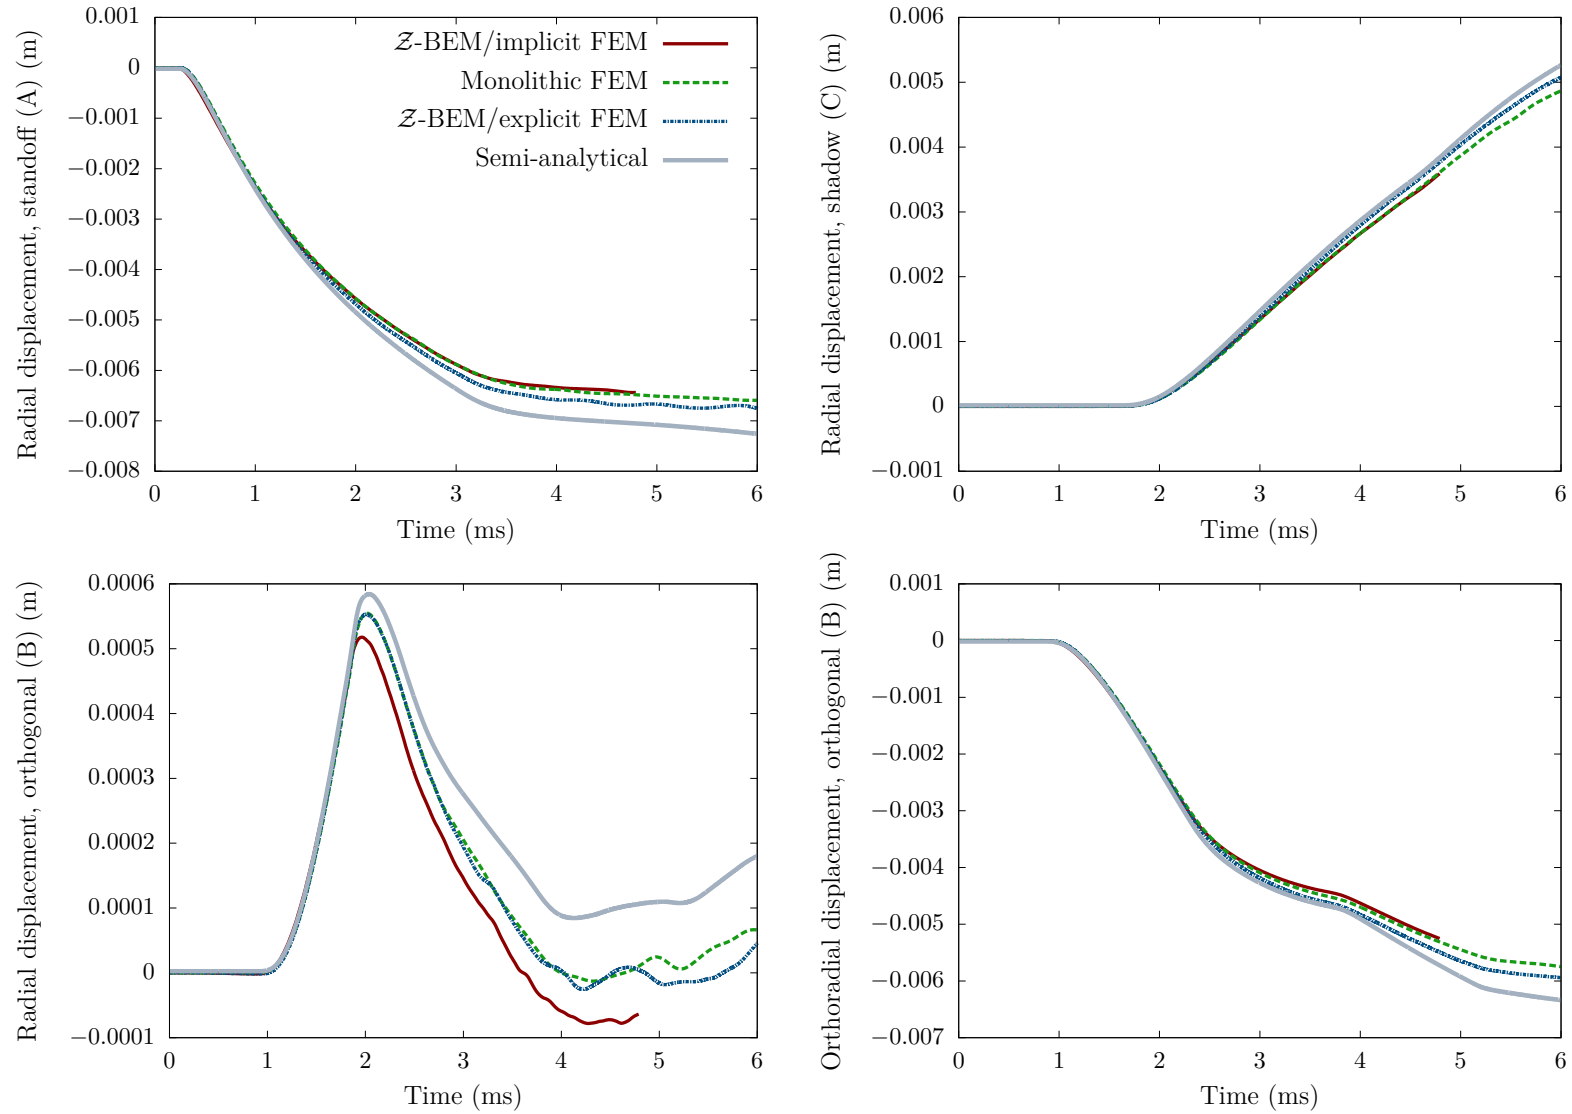 Radial displacement, standoff (A) (m)
0.001
0
−0.001
−0.002
−0.003
−0.004
−0.005
−0.006
−0.007
−0.008
𝒵-BEM/implicit FEM
Monolithic FEM
𝒵-BEM/explicit FEM
Semi-analytical
0 1 2 3 4 5 6
Time (ms)
Radial displacement, shadow (C) (m)
0.006
0.005
0.004
0.003
0.002
0.001
0
−0.001
0 1 2 3 4 5 6
Time (ms)
Radial displacement, orthogonal (B) (m)
0.0006
0.0005
0.0004
0.0003
0.0002
0.0001
0
−0.0001
0 1 2 3 4 5 6
Time (ms)
Orthoradial displacement, orthogonal (B) (m)
0.001
0
−0.001
−0.002
−0.003
−0.004
−0.005
−0.006
−0.007
0 1 2 3 4 5 6
Time (ms)